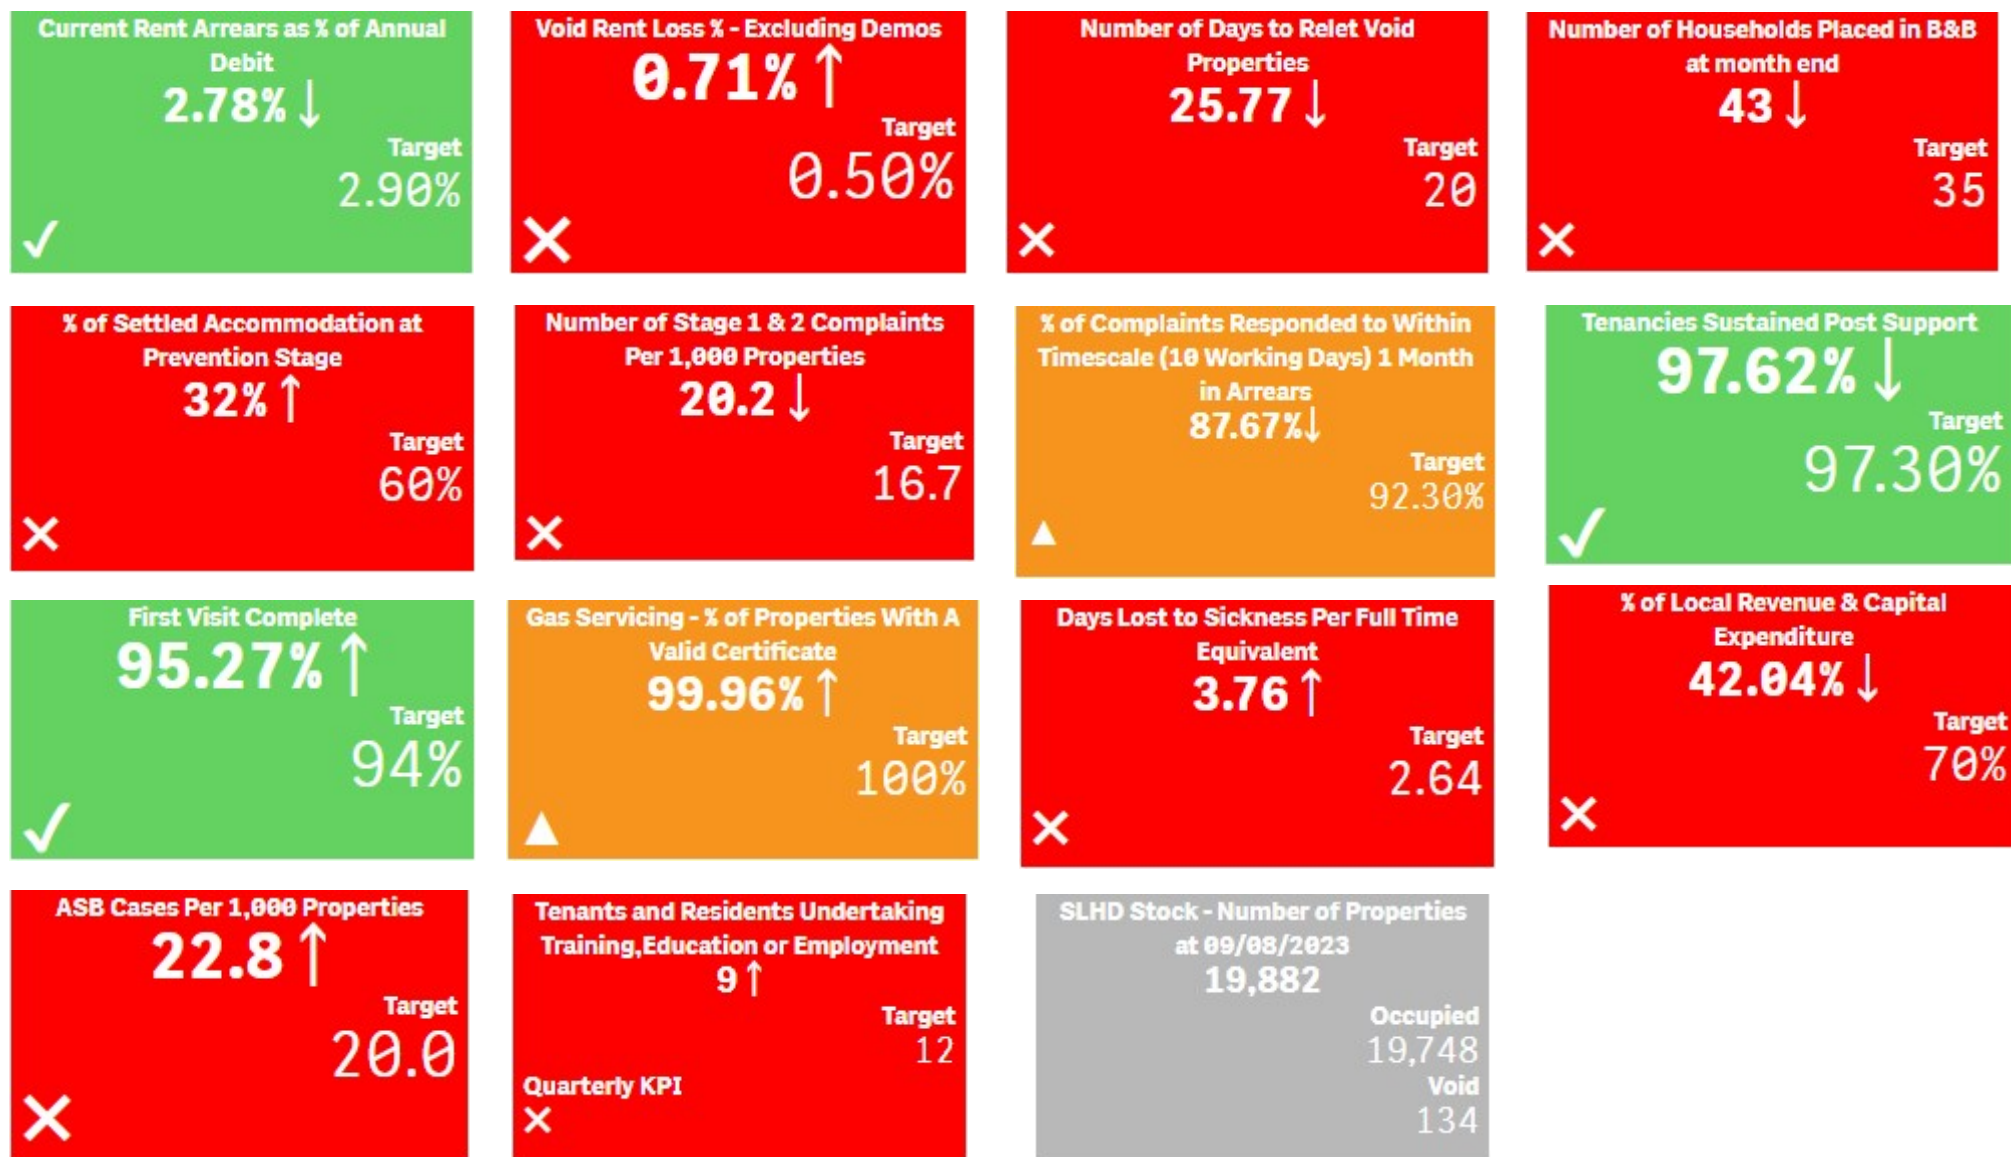 Current Rent Arrears as % of Annual
Debit
2.78% ↓
Target
2.90%
✓
Void Rent Loss % - Excluding Demos
0.71% ↑
Target
0.50%
✕
Number of Days to Relet Void
Properties
25.77 ↓
Target
20
✕
Number of Households Placed in B&B
at month end
43 ↓
Target
35
✕
% of Settled Accommodation at
Prevention Stage
32% ↑
Target
60%
✕
Number of Stage 1 & 2 Complaints
Per 1,000 Properties
20.2 ↓
Target
16.7
✕
% of Complaints Responded to Within
Timescale (10 Working Days) 1 Month
in Arrears
87.67%↓
Target
92.30%
▲
Tenancies Sustained Post Support
97.62% ↓
Target
97.30%
✓
First Visit Complete
95.27% ↑
Target
94%
✓
Gas Servicing - % of Properties With A
Valid Certificate
99.96% ↑
Target
100%
▲
Days Lost to Sickness Per Full Time
Equivalent
3.76 ↑
Target
2.64
✕
% of Local Revenue & Capital
Expenditure
42.04% ↓
Target
70%
✕
ASB Cases Per 1,000 Properties
22.8 ↑
Target
20.0
✕
Tenants and Residents Undertaking
Training,Education or Employment
9 ↑
Target
12
Quarterly KPI
✕
SLHD Stock - Number of Properties
at 09/08/2023
19,882
Occupied
19,748
Void
134